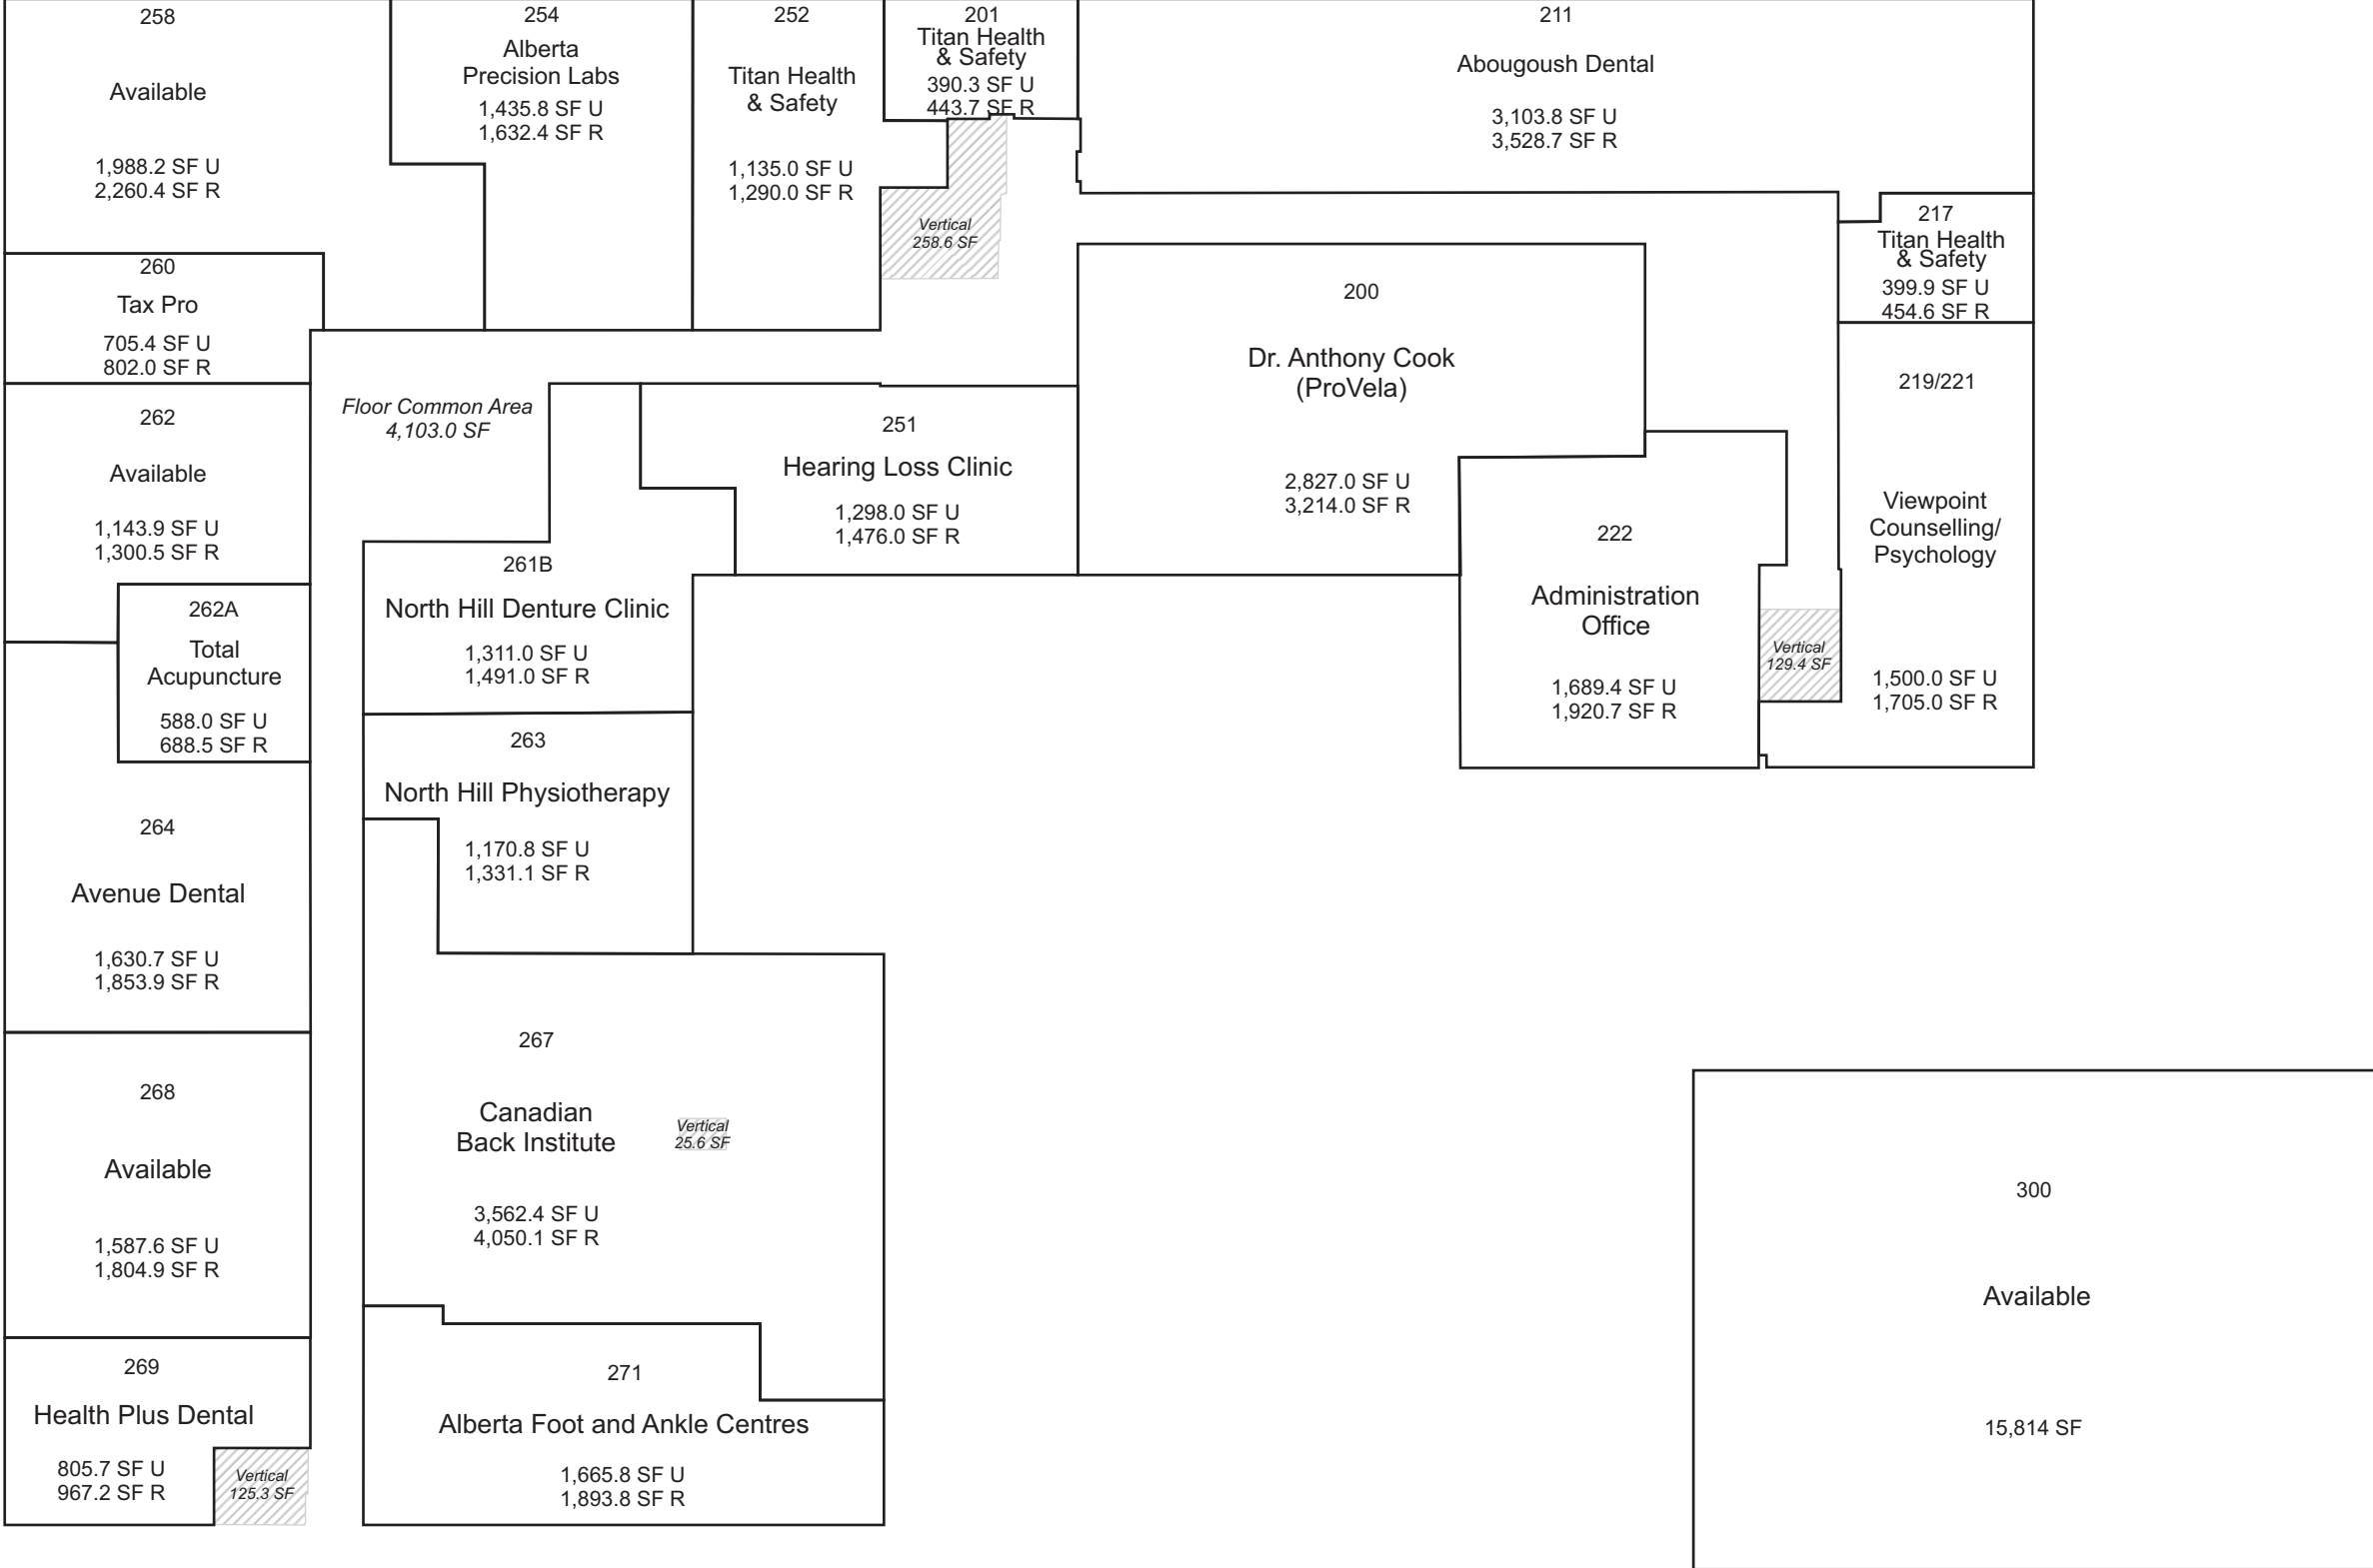 258
Available
1,988.2 SF U
2,260.4 SF R
254
Alberta
Precision Labs
1,435.8 SF U
1,632.4 SF R
252
Titan Health
& Safety
1,135.0 SF U
1,290.0 SF R
201
Titan Health
& Safety
390.3 SF U
443.7 SF R
Vertical
258.6 SF
211
Abougoush Dental
3,103.8 SF U
3,528.7 SF R
217
Titan Health
& Safety
399.9 SF U
454.6 SF R
260
Tax Pro
705.4 SF U
802.0 SF R
Floor Common Area
4,103.0 SF
200
Dr. Anthony Cook
(ProVela)
2,827.0 SF U
3,214.0 SF R
219/221
Viewpoint
Counselling/
Psychology
1,500.0 SF U
1,705.0 SF R
262
Available
1,143.9 SF U
1,300.5 SF R
251
Hearing Loss Clinic
1,298.0 SF U
1,476.0 SF R
222
Administration
Office
1,689.4 SF U
1,920.7 SF R
Vertical
129.4 SF
262A
Total
Acupuncture
588.0 SF U
688.5 SF R
261B
North Hill Denture Clinic
1,311.0 SF U
1,491.0 SF R
263
North Hill Physiotherapy
1,170.8 SF U
1,331.1 SF R
264
Avenue Dental
1,630.7 SF U
1,853.9 SF R
267
Canadian
Back Institute
3,562.4 SF U
4,050.1 SF R
Vertical
25.6 SF
268
Available
1,587.6 SF U
1,804.9 SF R
300
Available
15,814 SF
269
Health Plus Dental
805.7 SF U
967.2 SF R
Vertical
125.3 SF
271
Alberta Foot and Ankle Centres
1,665.8 SF U
1,893.8 SF R